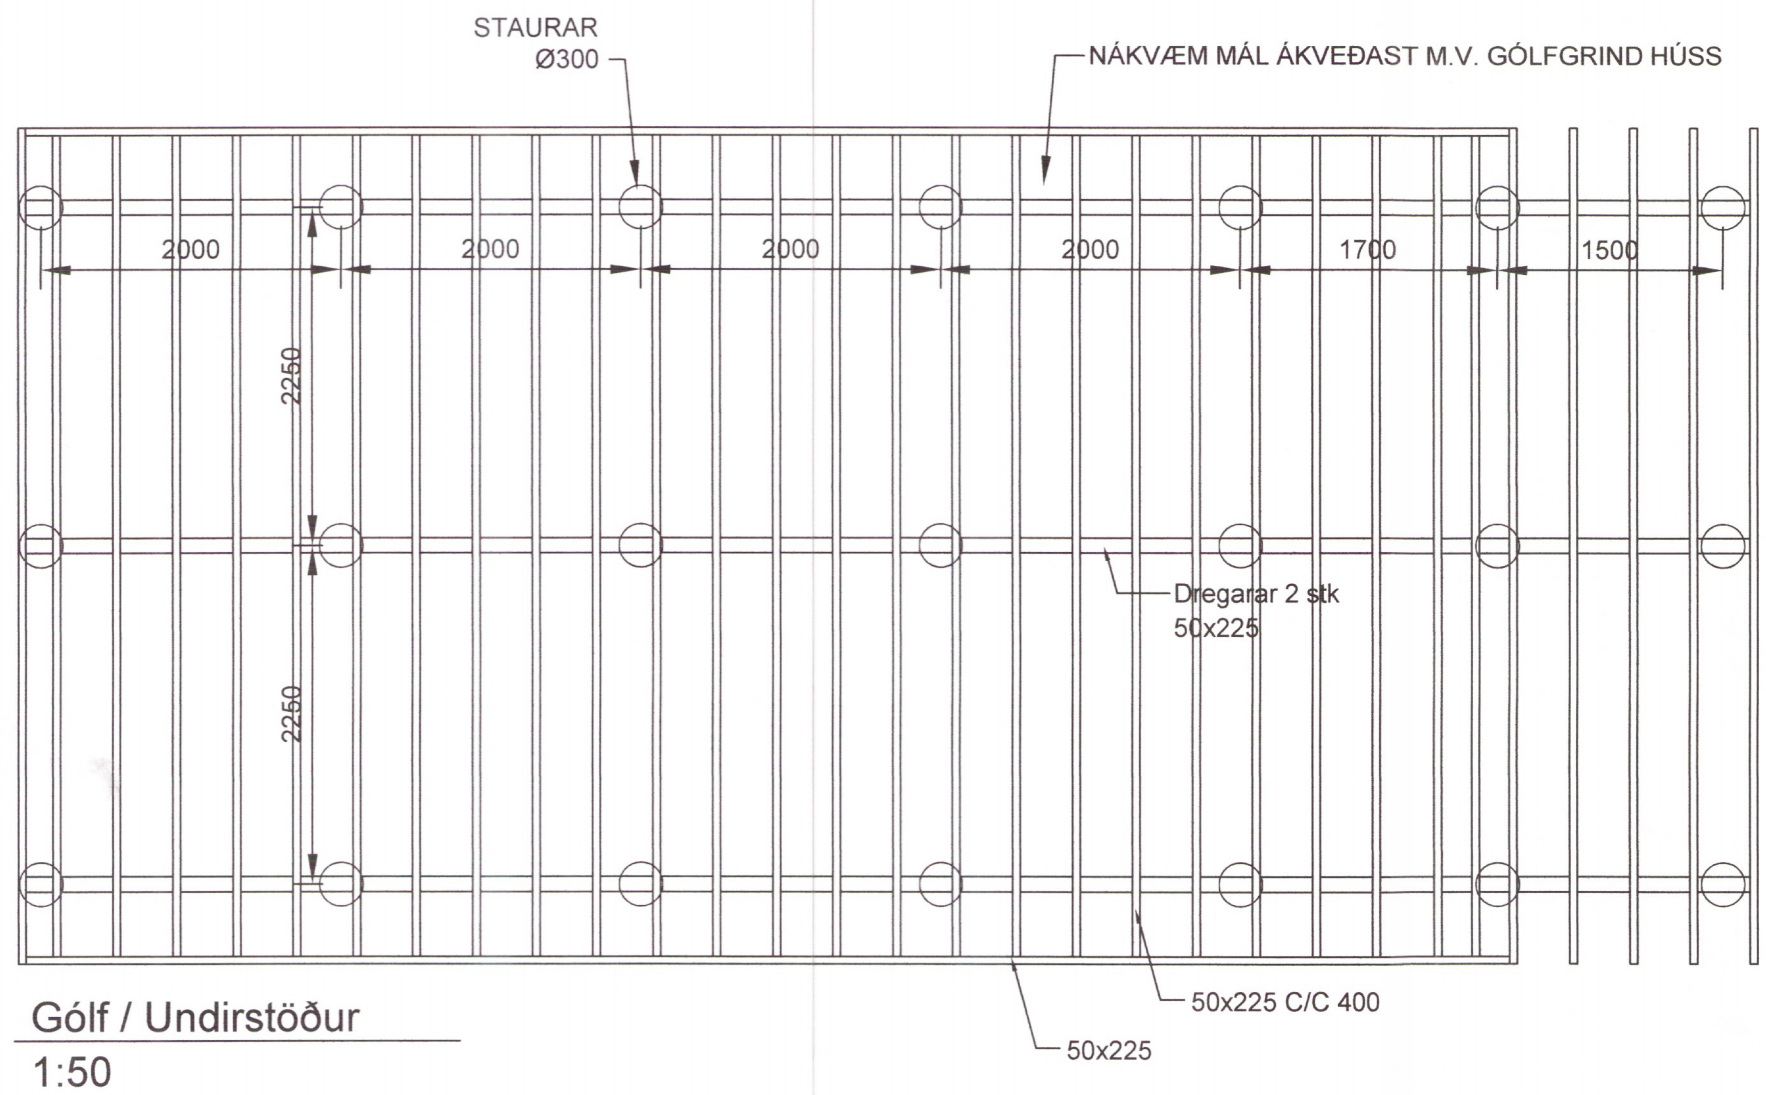 STAURAR
Ø300
NÁKVÆM MÁL ÁKVEÐAST M.V. GÓLFGRIND HÚSS
2000
2000
2000
2000
1700
1500
2250
2250
Dregarar 2 stk
50x225
50x225 C/C 400
50x225
Gólf / Undirstöður
1:50